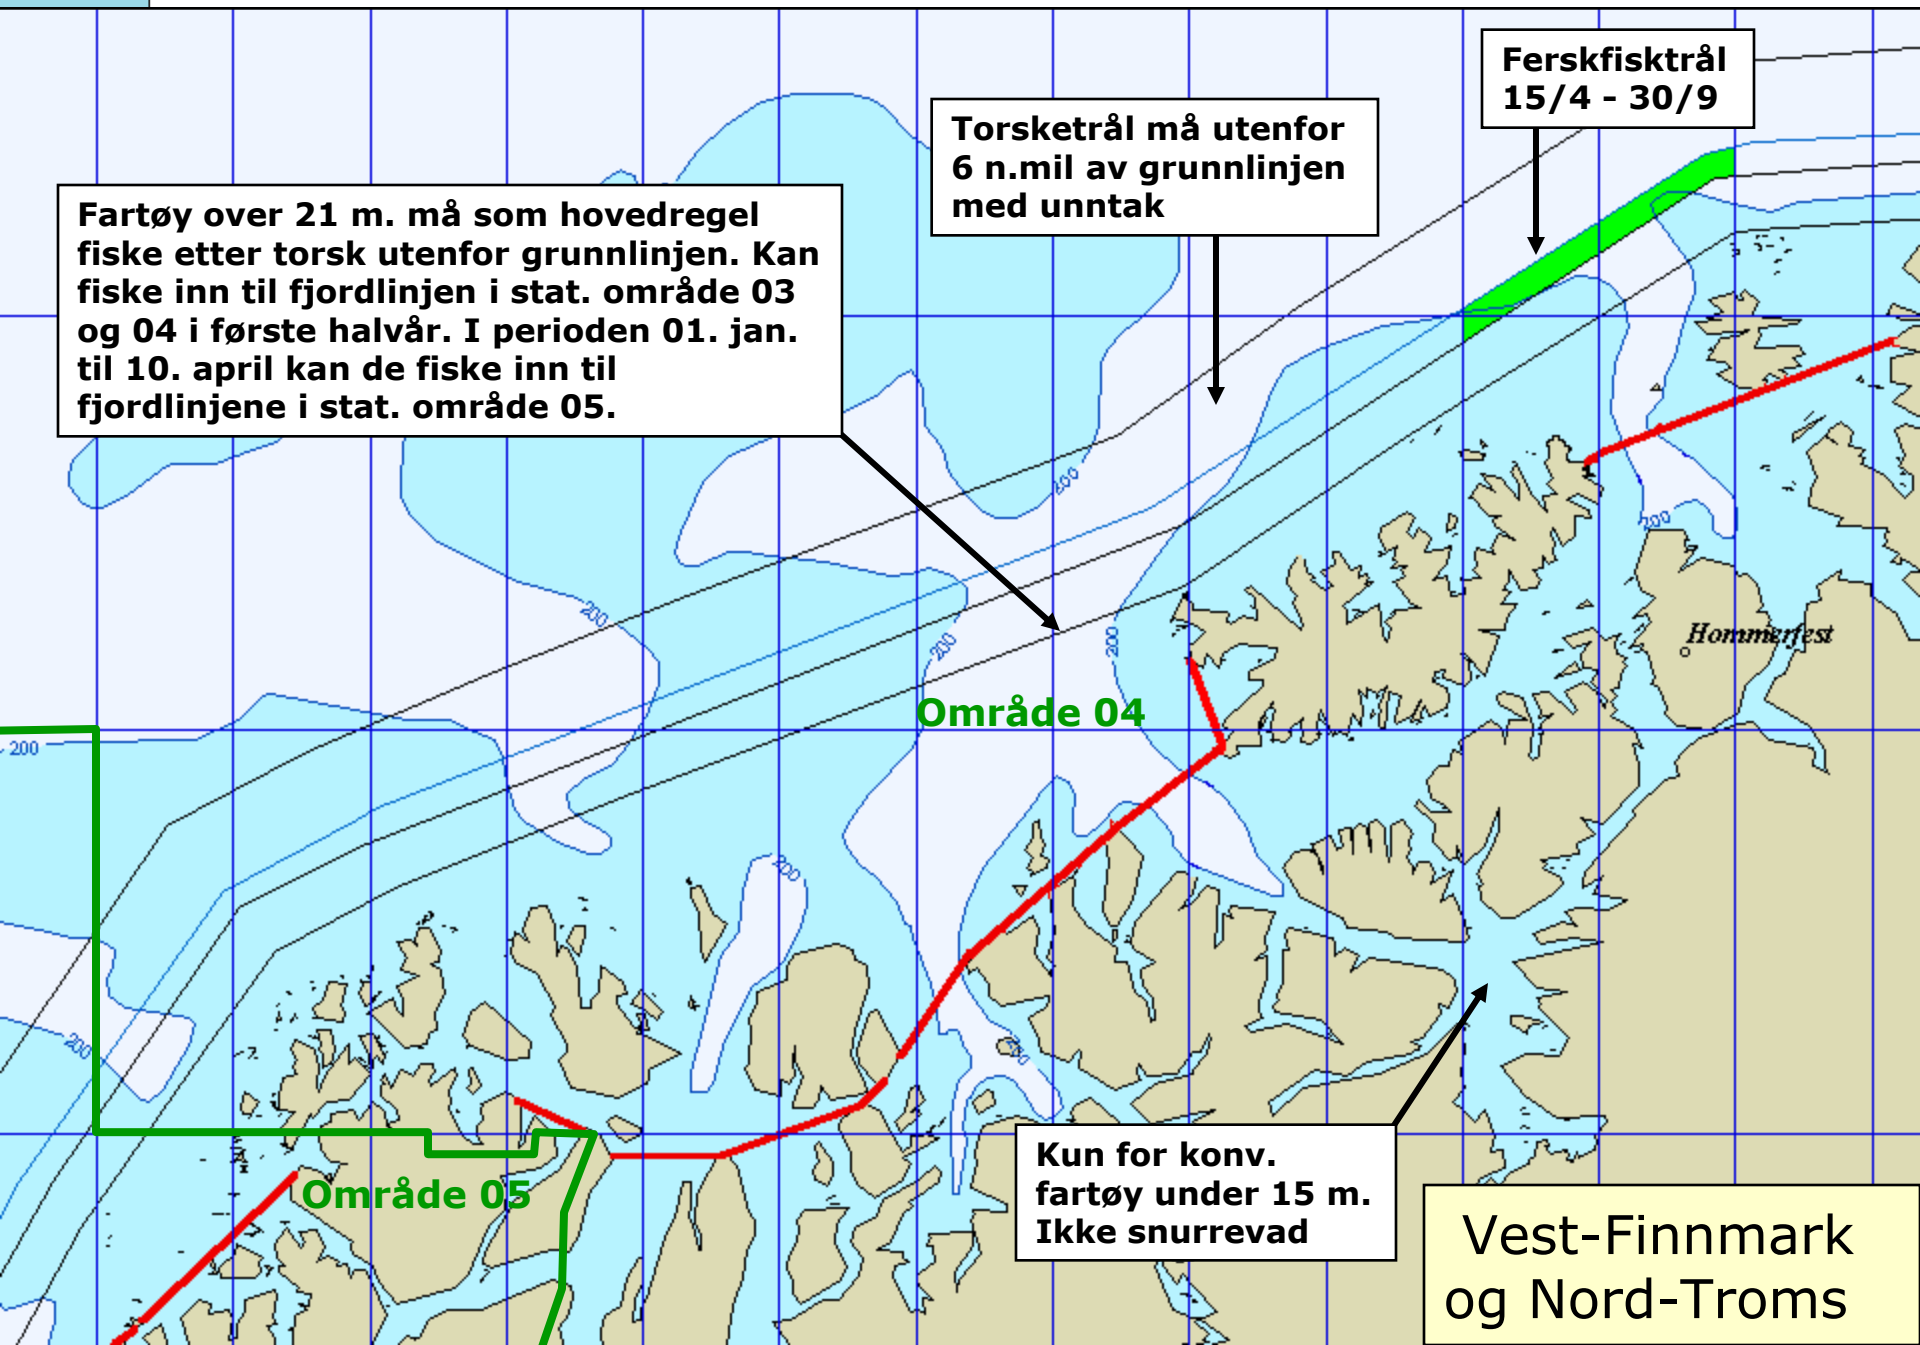 Ferskfisktrål
15/4 - 30/9
Torsketrål må utenfor
6 n.mil av grunnlinjen
med unntak
Fartøy over 21 m. må som hovedregel
fiske etter torsk utenfor grunnlinjen. Kan
fiske inn til fjordlinjen i stat. område 03
og 04 i første halvår. I perioden 01. jan.
til 10. april kan de fiske inn til
fjordlinjene i stat. område 05.
200
200
200
Hommerfest
200
200
Område 04
200
200
200
200
Kun for konv.
fartøy under 15 m.
Ikke snurrevad
Område 05
Vest-Finnmark
og Nord-Troms